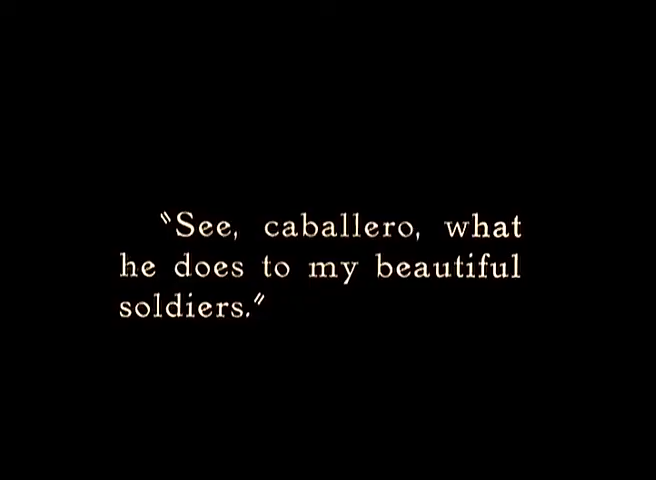 "See, caballero, what
he does to my beautiful
soldiers."